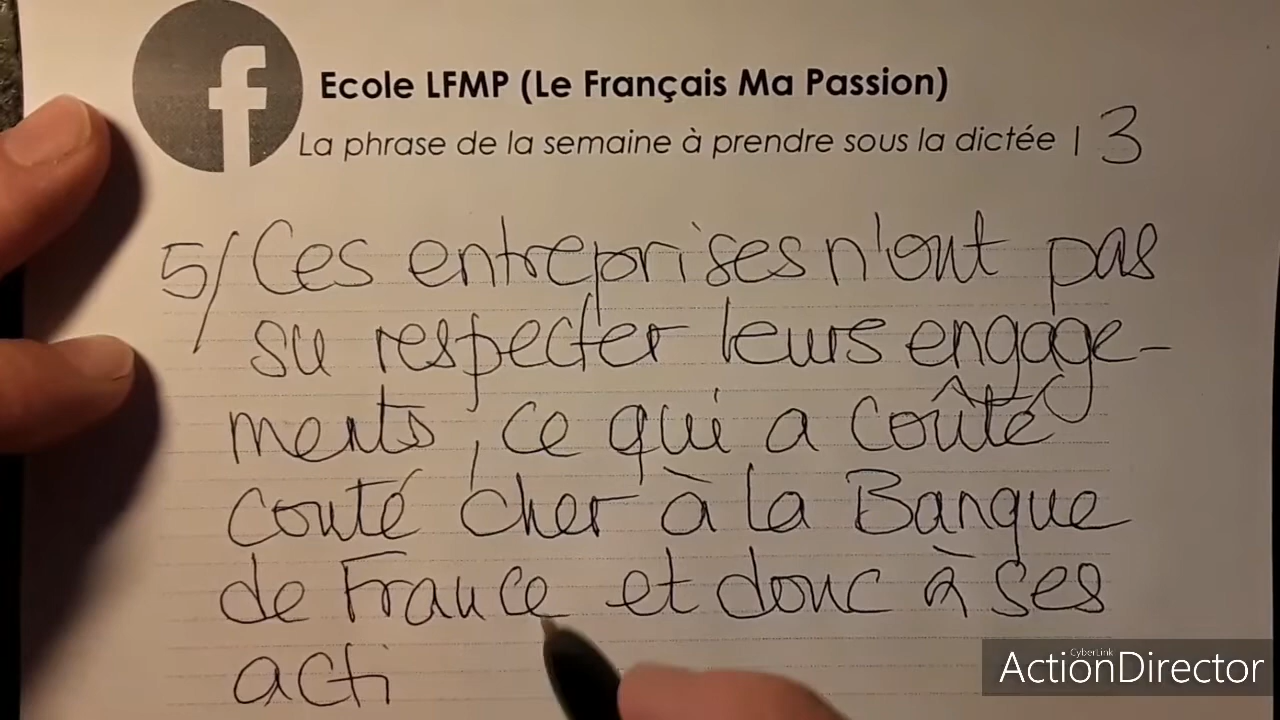 f
Ecole LFMP (Le Français Ma Passion)
La phrase de la semaine à prendre sous la dictée | 3
5/ Ces entreprises n'ont pas
su respecter leurs engage-
ments, ce qui a coûté
couté cher à la Banque
de France et donc à ses
acti
CyberLink
ActionDirector